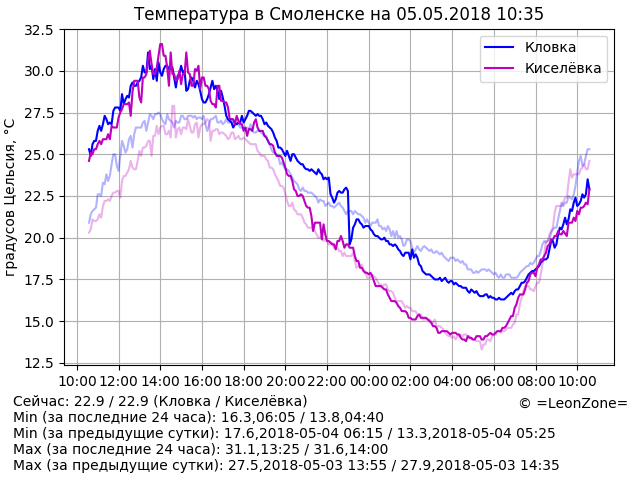 Температура в Смоленске на 05.05.2018 10:35
градусов Цельсия, °C
32.5
30.0
27.5
25.0
22.5
20.0
17.5
15.0
12.5
Кловка
Киселёвка
10:00 12:00 14:00 16:00 18:00 20:00 22:00 00:00 02:00 04:00 06:00 08:00 10:00
Сейчас: 22.9 / 22.9 (Кловка / Киселёвка)
© =LeonZone=
Min (за последние 24 часа): 16.3,06:05 / 13.8,04:40
Min (за предыдущие сутки): 17.6,2018-05-04 06:15 / 13.3,2018-05-04 05:25
Max (за последние 24 часа): 31.1,13:25 / 31.6,14:00
Max (за предыдущие сутки): 27.5,2018-05-03 13:55 / 27.9,2018-05-03 14:35